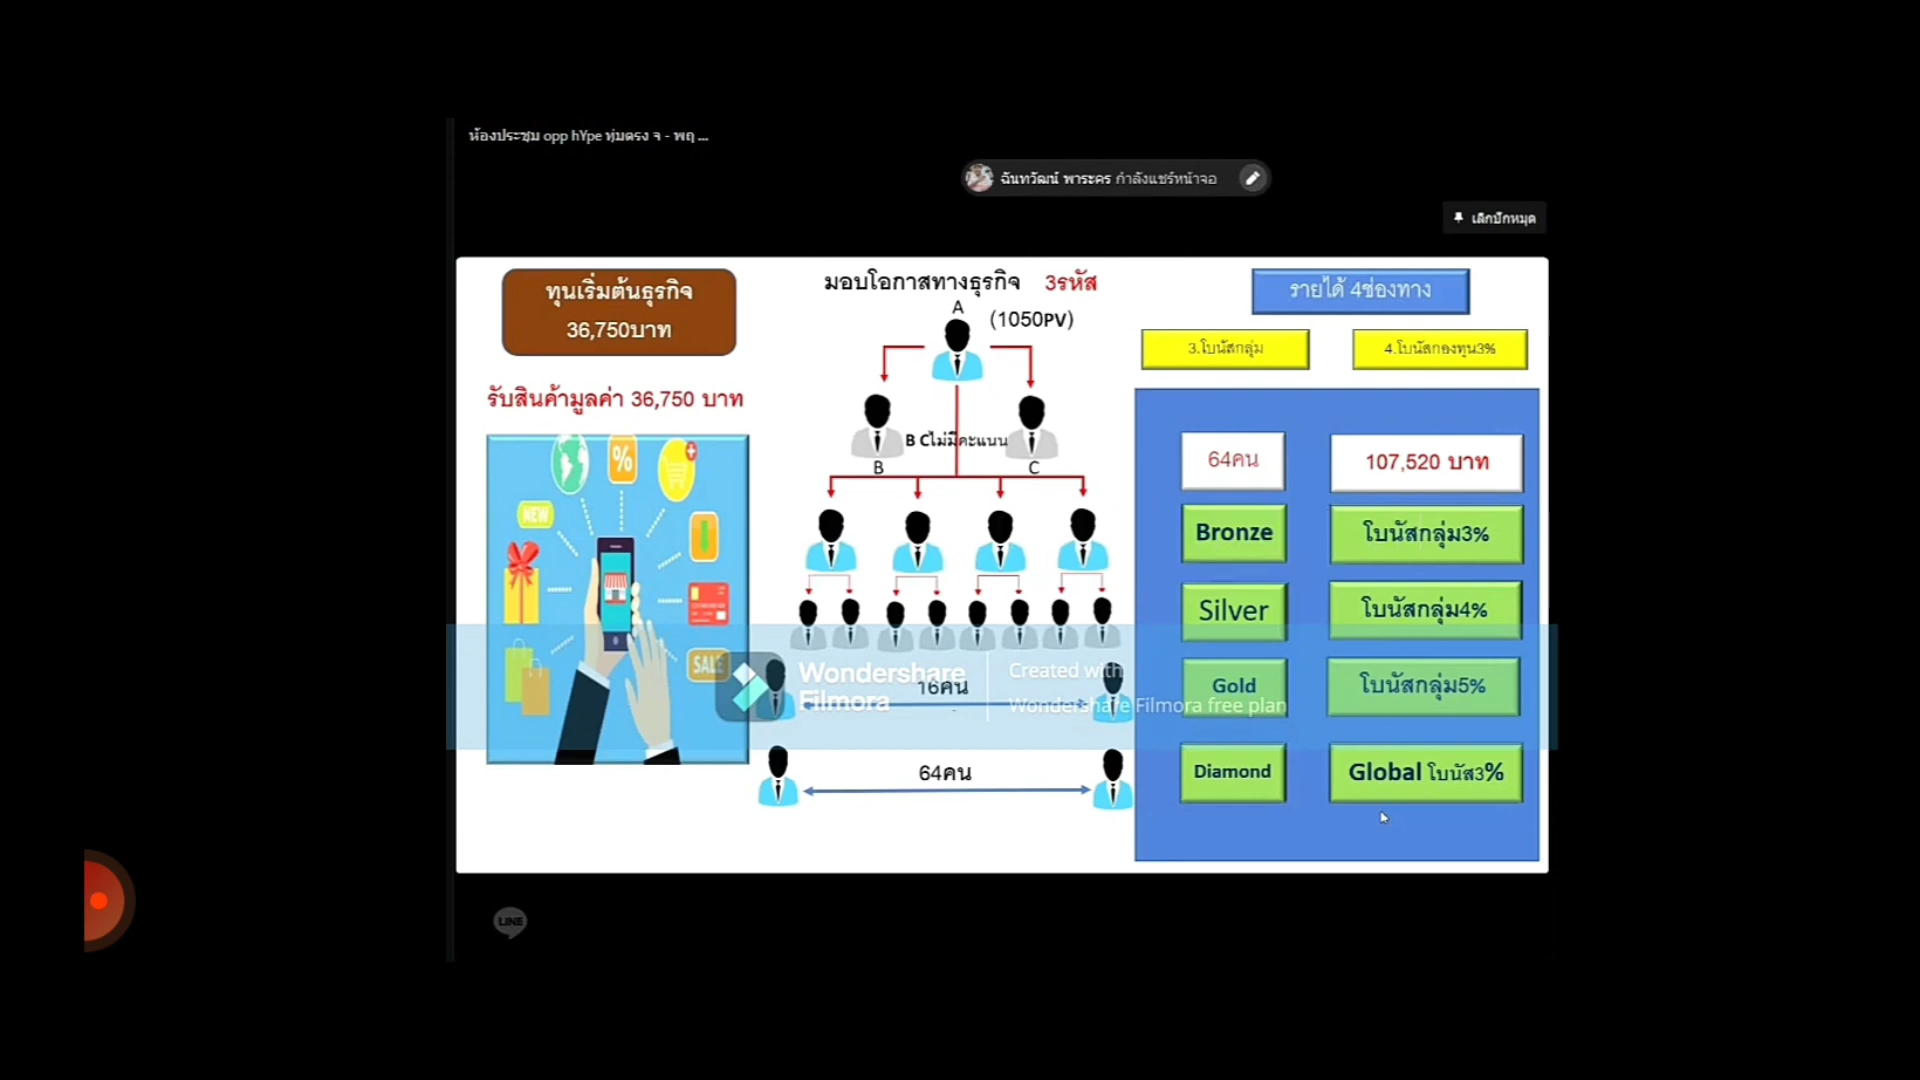 ห้องประชุม opp hYpe ทุ่มตรง จ - พฤ ...
ฉันทวัฒน์ พาระคร กำลังแชร์หน้าจอ
เลิกปักหมุด
ทุนเริ่มต้นธุรกิจ
36,750บาท
รับสินค้ามูลค่า 36,750 บาท
NEW
%
SALE
มอบโอกาสทางธุรกิจ 3รหัส
A
(1050PV)
B Cไม่มีคะแนน
B
C
16คน
64คน
รายได้ 4ช่องทาง
3.โบนัสกลุ่ม
4.โบนัสกองทุน3%
64คน
107,520 บาท
Bronze
โบนัสกลุ่ม3%
Silver
โบนัสกลุ่ม4%
Gold
โบนัสกลุ่ม5%
Diamond
Global โบนัส3%
Wondershare
Filmora
Created with
Wondershare Filmora free plan
LINE